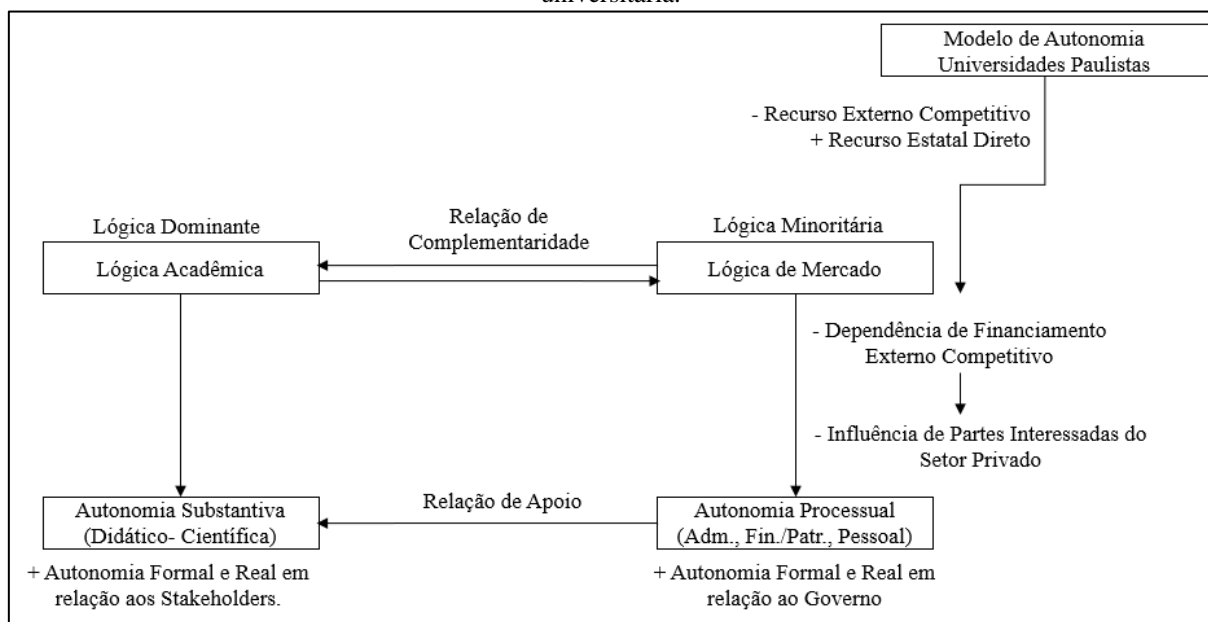 universitária.
Modelo de Autonomia
Universidades Paulistas
- Recurso Externo Competitivo
+ Recurso Estatal Direto
Lógica Dominante
Relação de
Complementaridade
Lógica Minoritária
Lógica Acadêmica
Lógica de Mercado
- Dependência de Financiamento
Externo Competitivo
- Influência de Partes Interessadas do
Setor Privado
Autonomia Substantiva
(Didático- Científica)
Relação de Apoio
Autonomia Processual
(Adm., Fin./Patr., Pessoal)
+ Autonomia Formal e Real em
relação aos Stakeholders.
+ Autonomia Formal e Real em
relação ao Governo